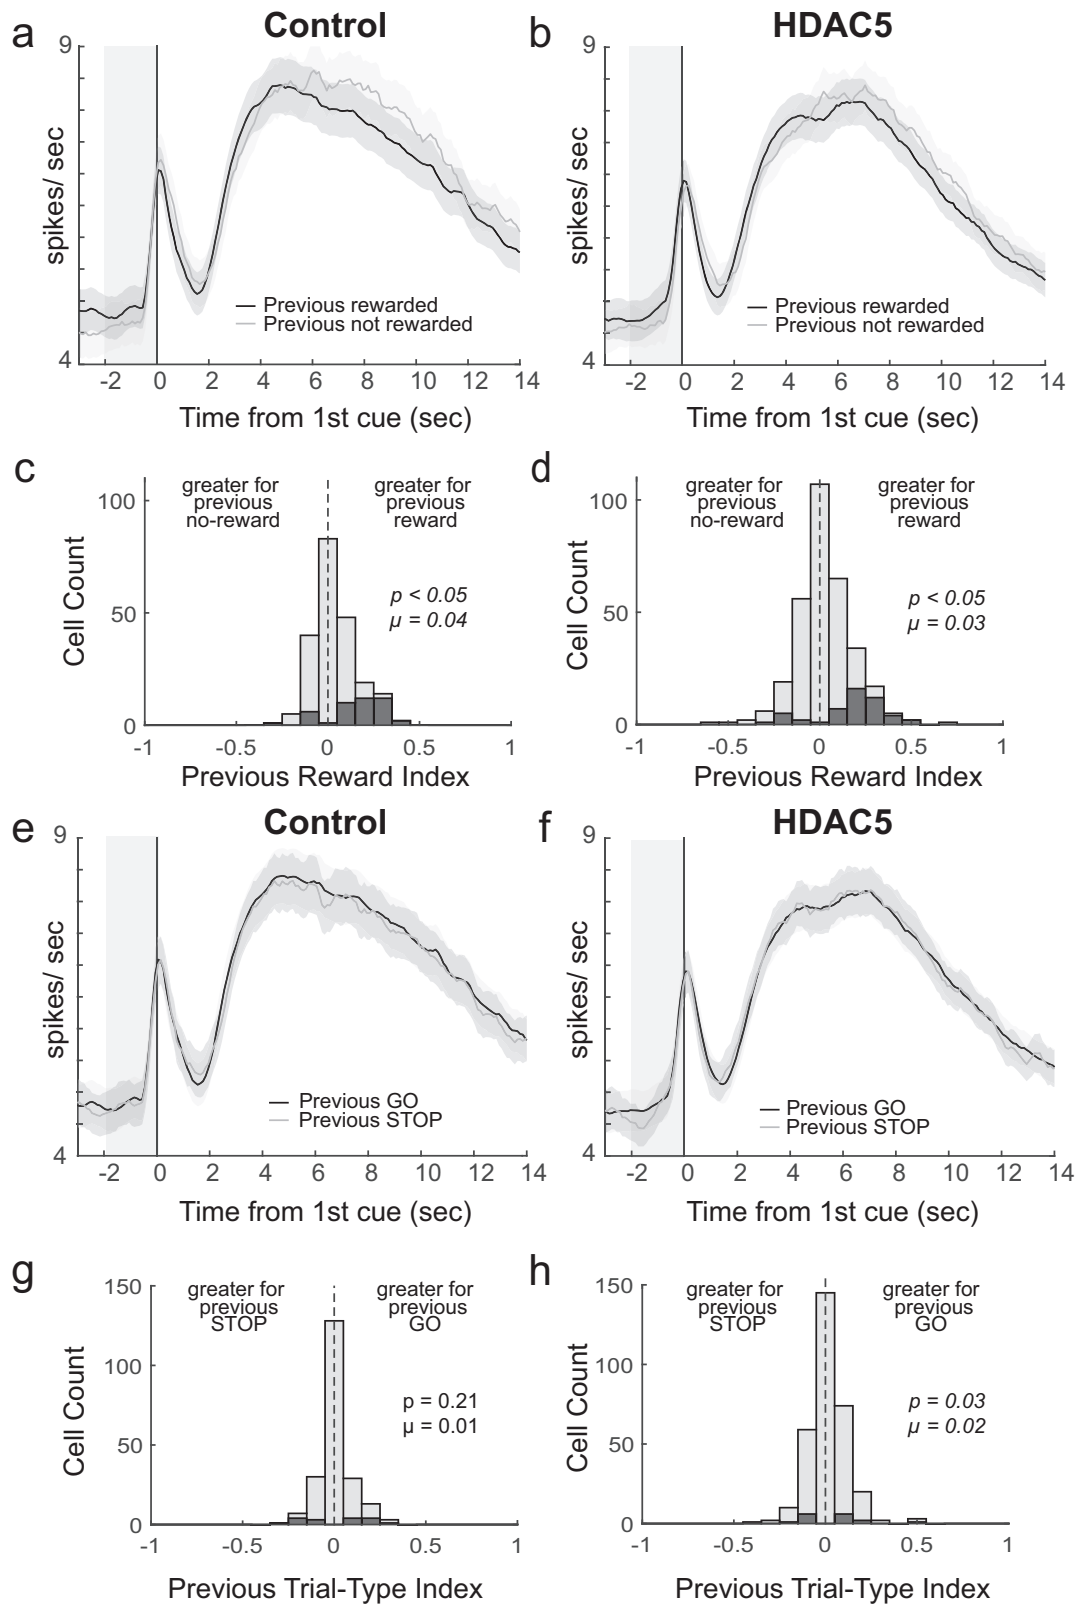 a
Control
9
4
spikes/ sec
Previous rewarded
Previous not rewarded
-2 0 2 4 6 8 10 12 14
Time from 1st cue (sec)
b
HDAC5
9
4
spikes/ sec
Previous rewarded
Previous not rewarded
-2 0 2 4 6 8 10 12 14
Time from 1st cue (sec)
c
100
50
0
Cell Count
greater for
previous
no-reward
greater for
previous
reward
p < 0.05
μ = 0.04
-1 -0.5 0 0.5 1
Previous Reward Index
d
100
50
0
Cell Count
greater for
previous
no-reward
greater for
previous
reward
p < 0.05
μ = 0.03
-1 -0.5 0 0.5 1
Previous Reward Index
e
Control
9
4
spikes/ sec
Previous GO
Previous STOP
-2 0 2 4 6 8 10 12 14
Time from 1st cue (sec)
f
HDAC5
9
4
spikes/ sec
Previous GO
Previous STOP
-2 0 2 4 6 8 10 12 14
Time from 1st cue (sec)
g
150
100
50
0
Cell Count
greater for
previous
STOP
greater for
previous
GO
p = 0.21
μ = 0.01
-1 -0.5 0 0.5 1
Previous Trial-Type Index
h
150
100
50
0
Cell Count
greater for
previous
STOP
greater for
previous
GO
p = 0.03
μ = 0.02
-1 -0.5 0 0.5 1
Previous Trial-Type Index